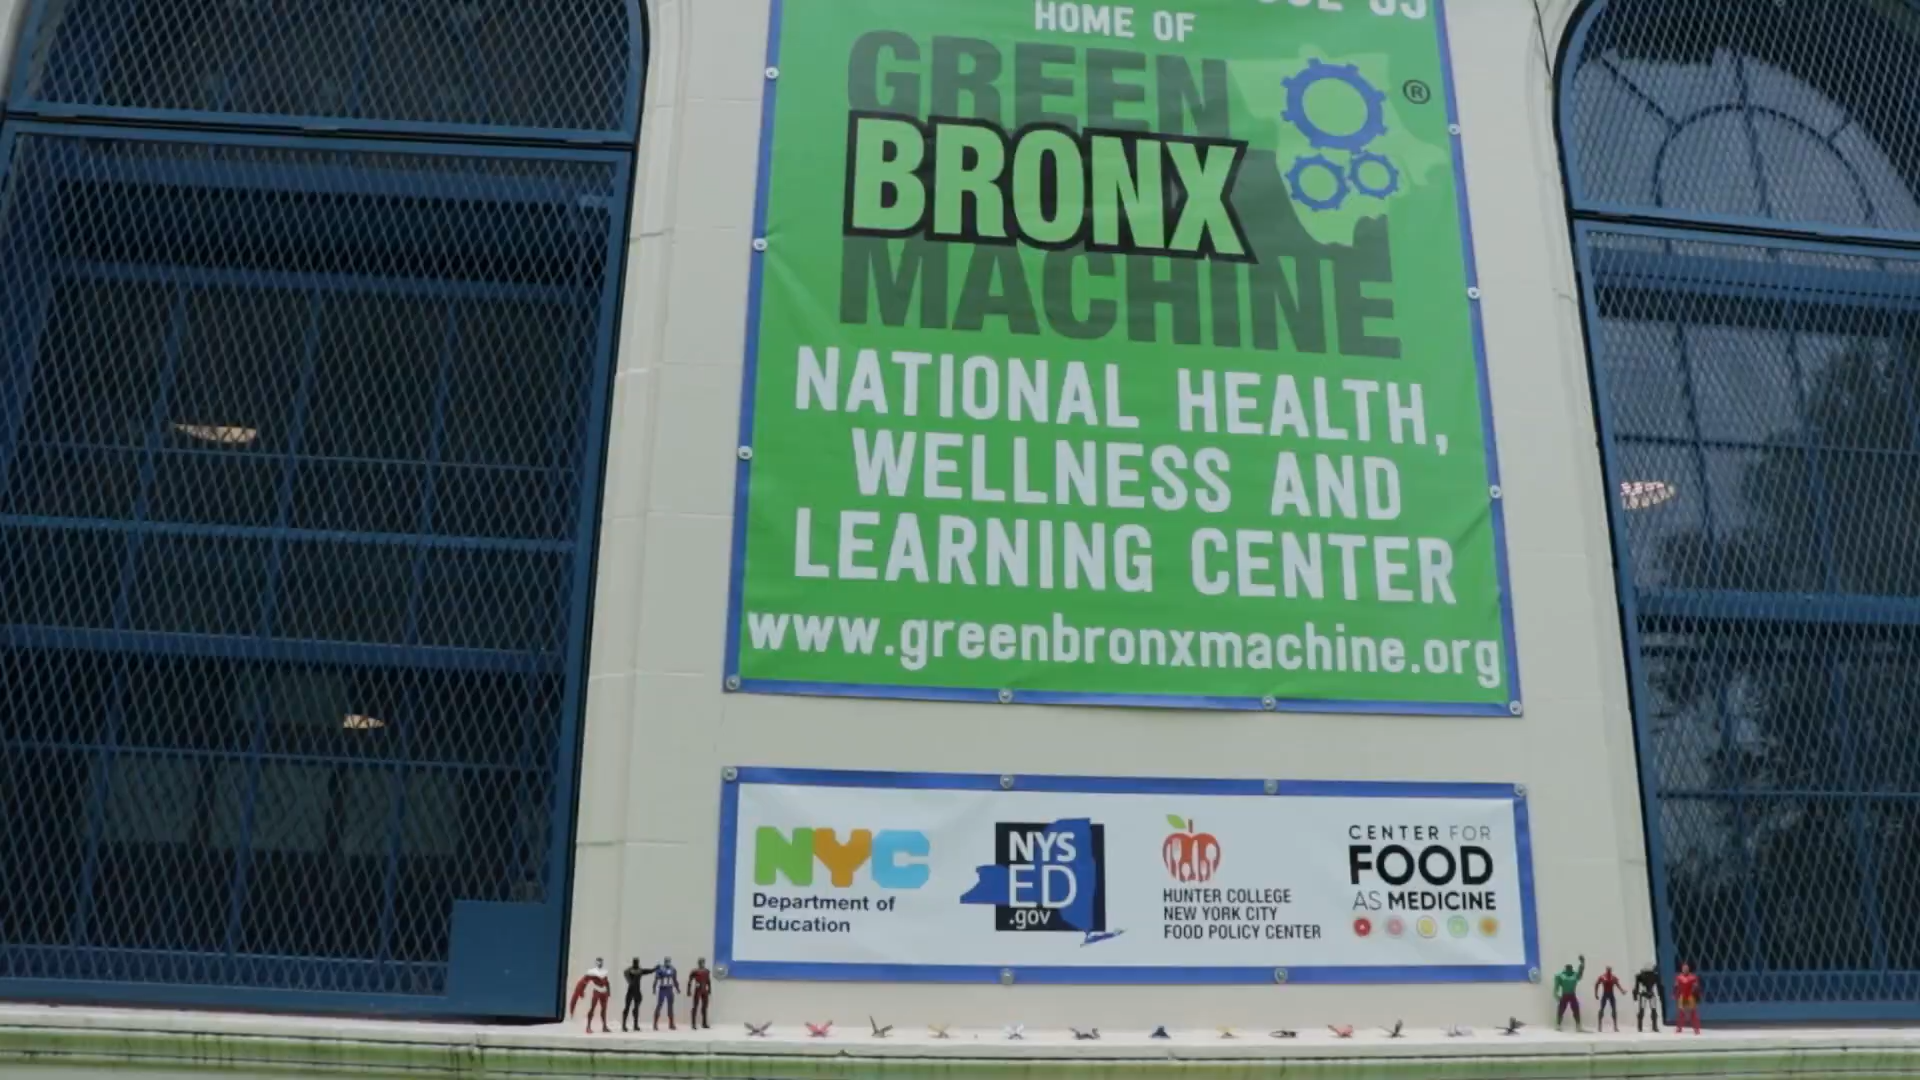 HOME OF
GREEN
BRONX
MACHINE
®
NATIONAL HEALTH,
WELLNESS AND
LEARNING CENTER
www.greenbronxmachine.org
NYC
Department of
Education
NYS
ED
.gov
HUNTER COLLEGE
NEW YORK CITY
FOOD POLICY CENTER
CENTER FOR
FOOD
AS MEDICINE